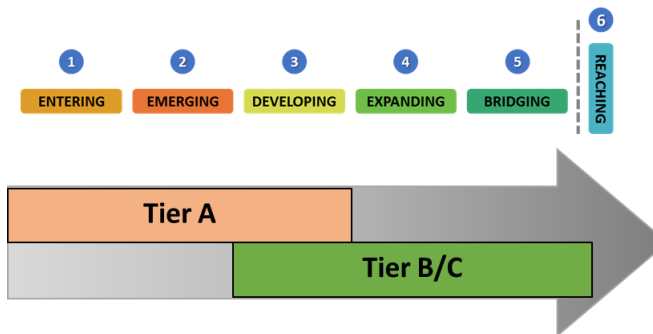 1 2 3 4 5 6
ENTERING EMERGING DEVELOPING EXPANDING BRIDGING REACHING
Tier A
Tier B/C